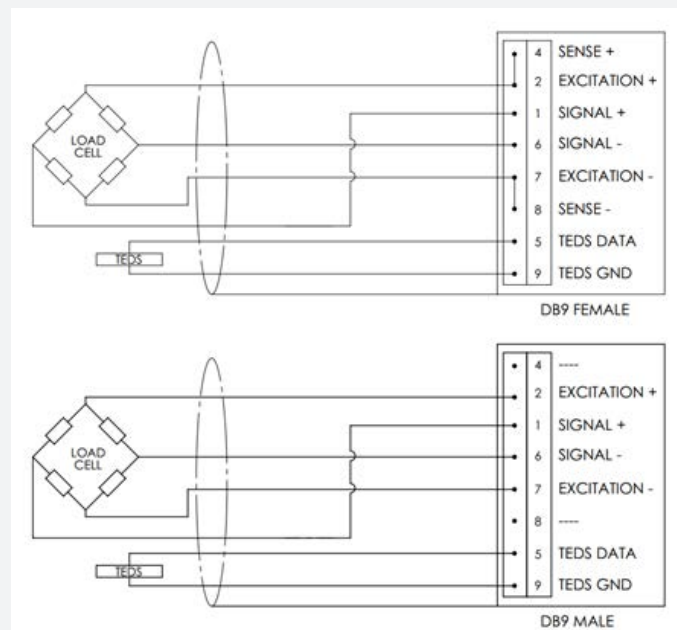 4 SENSE +
2 EXCITATION +
LOAD
CELL
1 SIGNAL +
6 SIGNAL -
7 EXCITATION -
8 SENSE -
5 TEDS DATA
TEDS
9 TEDS GND
DB9 FEMALE
4 ----
2 EXCITATION +
1 SIGNAL +
LOAD
CELL
6 SIGNAL -
7 EXCITATION -
8 ----
5 TEDS DATA
TEDS
9 TEDS GND
DB9 MALE